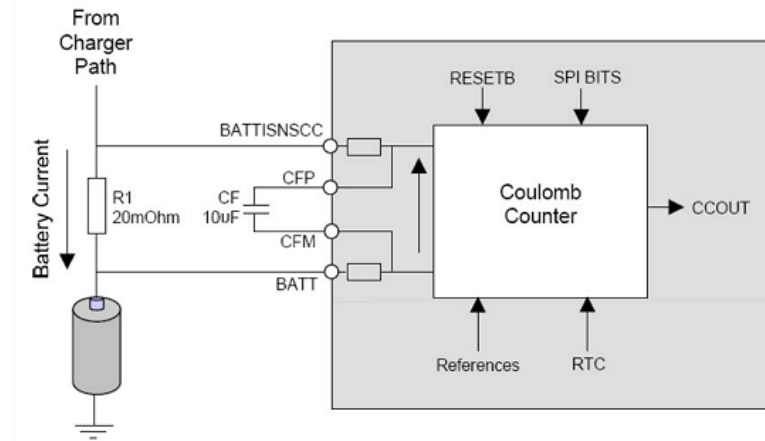 From
Charger
Path
RESETB
SPI BITS
BATTISNSCC
CFP
Battery Current
R1
20mOhm
CF
10uF
Coulomb
Counter
CCOUT
CFM
BATT
References
RTC